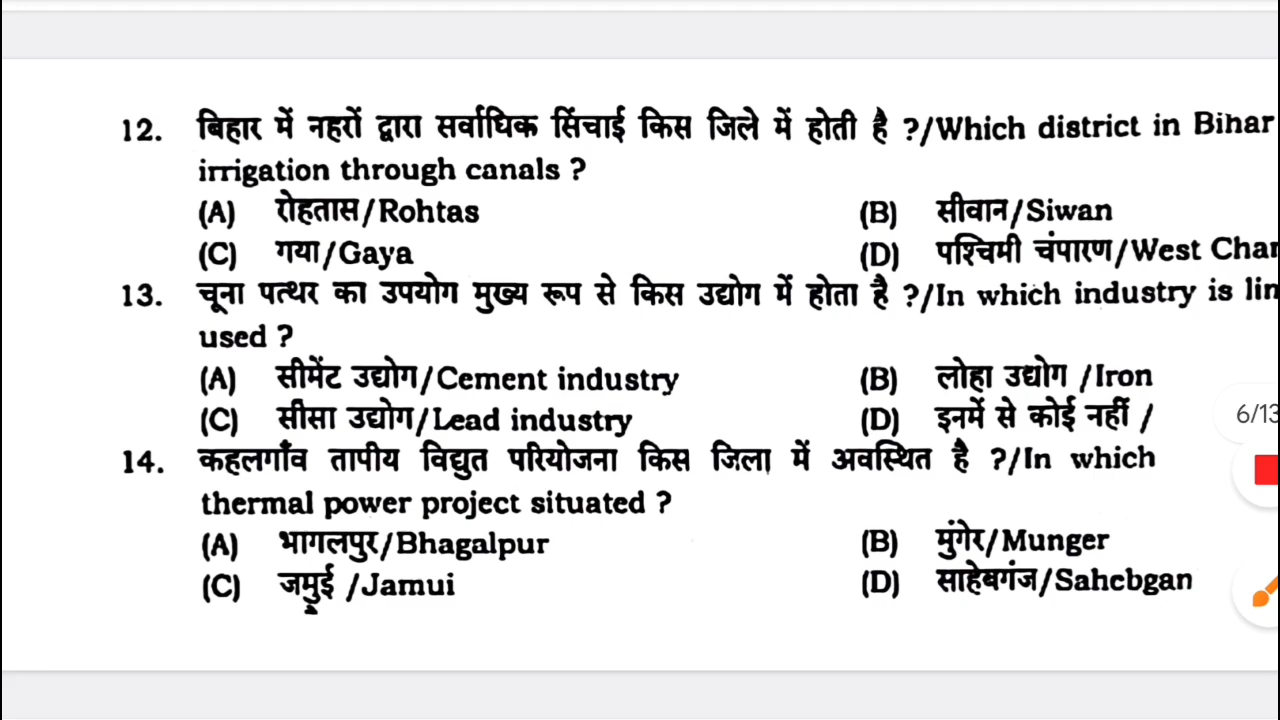 12. बिहार में नहरों द्वारा सर्वाधिक सिंचाई किस जिले में होती है ?/Which district in Bihar
irrigation through canals ?
(A) रोहतास/Rohtas (B) सीवान/Siwan
(C) गया/Gaya (D) पश्चिमी चंपारण/West Char
13. चूना पत्थर का उपयोग मुख्य रूप से किस उद्योग में होता है ?/In which industry is lin
used ?
(A) सीमेंट उद्योग/Cement industry (B) लोहा उद्योग /Iron
(C) सीसा उद्योग/Lead industry (D) इनमें से कोई नहीं /
6/13
14. कहलगाँव तापीय विद्युत परियोजना किस जिला में अवस्थित है ?/In which
thermal power project situated ?
(A) भागलपुर/Bhagalpur (B) मुंगेर/Munger
(C) जमुई /Jamui (D) साहेबगंज/Sahebgan